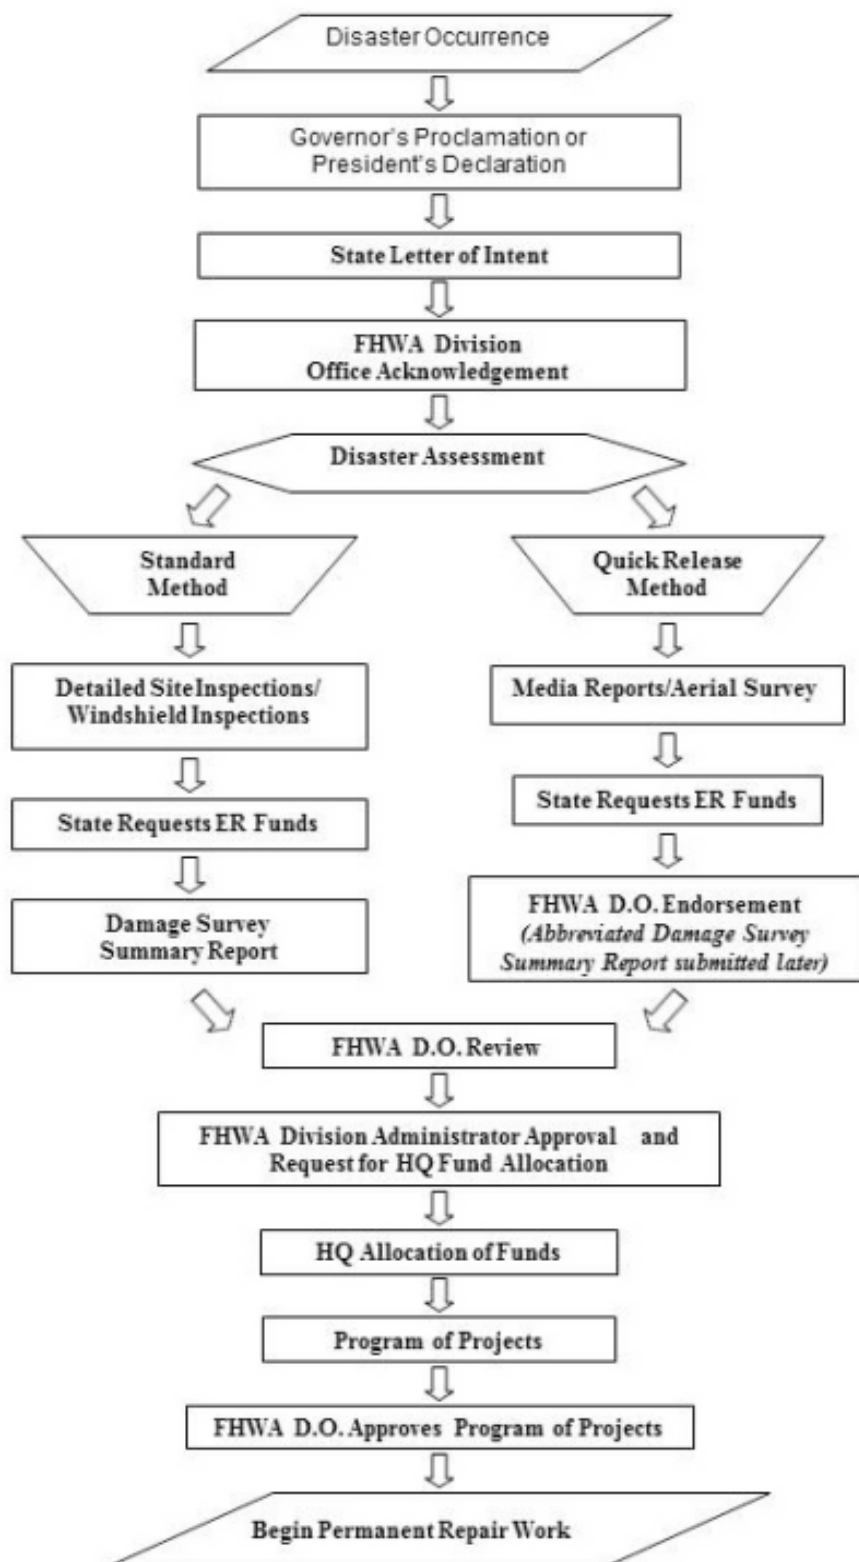 Disaster Occurrence
Governor's Proclamation or
President's Declaration
State Letter of Intent
FHWA Division
Office Acknowledgement
Disaster Assessment
Standard
Method
Detailed Site Inspections/
Windshield Inspections
State Requests ER Funds
Damage Survey
Summary Report
Quick Release
Method
Media Reports/Aerial Survey
State Requests ER Funds
FHWA D.O. Endorsement
(Abbreviated Damage Survey
Summary Report submitted later)
FHWA D.O. Review
FHWA Division Administrator Approval and
Request for HQ Fund Allocation
HQ Allocation of Funds
Program of Projects
FHWA D.O. Approves Program of Projects
Begin Permanent Repair Work